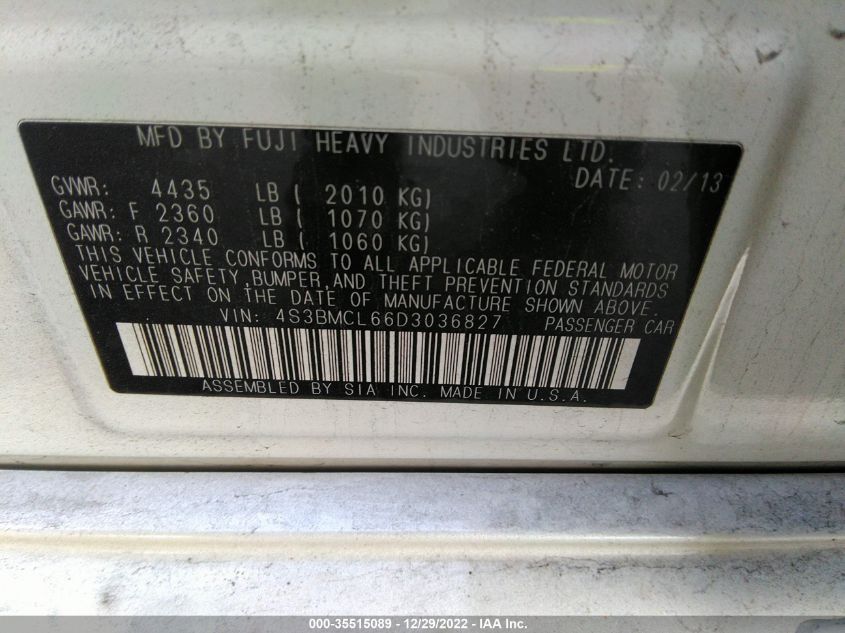 MFD BY FUJI HEAVY INDUSTRIES LTD.
DATE: 02/13
GVWR: 4435 LB ( 2010 KG)
GAWR: F 2360 LB ( 1070 KG)
GAWR: R 2340 LB ( 1060 KG)
THIS VEHICLE CONFORMS TO ALL APPLICABLE FEDERAL MOTOR
VEHICLE SAFETY, BUMPER, AND THEFT PREVENTION STANDARDS
IN EFFECT ON THE DATE OF MANUFACTURE SHOWN ABOVE.
VIN: 4S3BMCL66D3036827 PASSENGER CAR
ASSEMBLED BY SIA INC. MADE IN U.S.A.
000-35515089 - 12/29/2022 - IAA Inc.